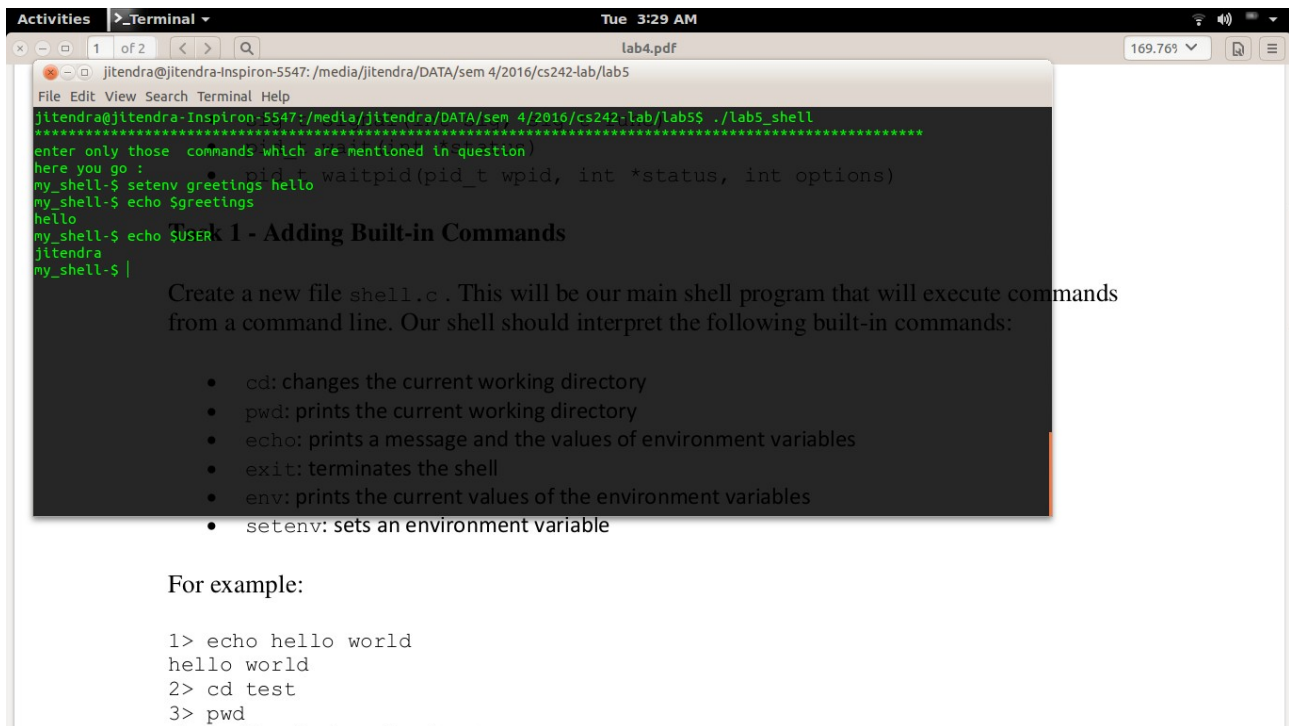 Activities >_Terminal Tue 3:29 AM
1 of 2 lab4.pdf 169.76%
jitendra@jitendra-Inspiron-5547: /media/jitendra/DATA/sem 4/2016/cs242-lab/lab5
File Edit View Search Terminal Help
jitendra@jitendra-Inspiron-5547:/media/jitendra/DATA/sem 4/2016/cs242-lab/lab5$ ./lab5_shell
**********************************************************************************************************
enter only those  commands which are mentioned in question
here you go :
my_shell-$ setenv greetings hello
my_shell-$ echo $greetings
hello
my_shell-$ echo $USER
jitendra
my_shell-$
• pid_t wait(int *status)
• pid_t waitpid(pid_t wpid, int *status, int options)
Task 1 - Adding Built-in Commands
Create a new file shell.c . This will be our main shell program that will execute commands
from a command line. Our shell should interpret the following built-in commands:
• cd: changes the current working directory
• pwd: prints the current working directory
• echo: prints a message and the values of environment variables
• exit: terminates the shell
• env: prints the current values of the environment variables
• setenv: sets an environment variable
For example:
1> echo hello world
hello world
2> cd test
3> pwd